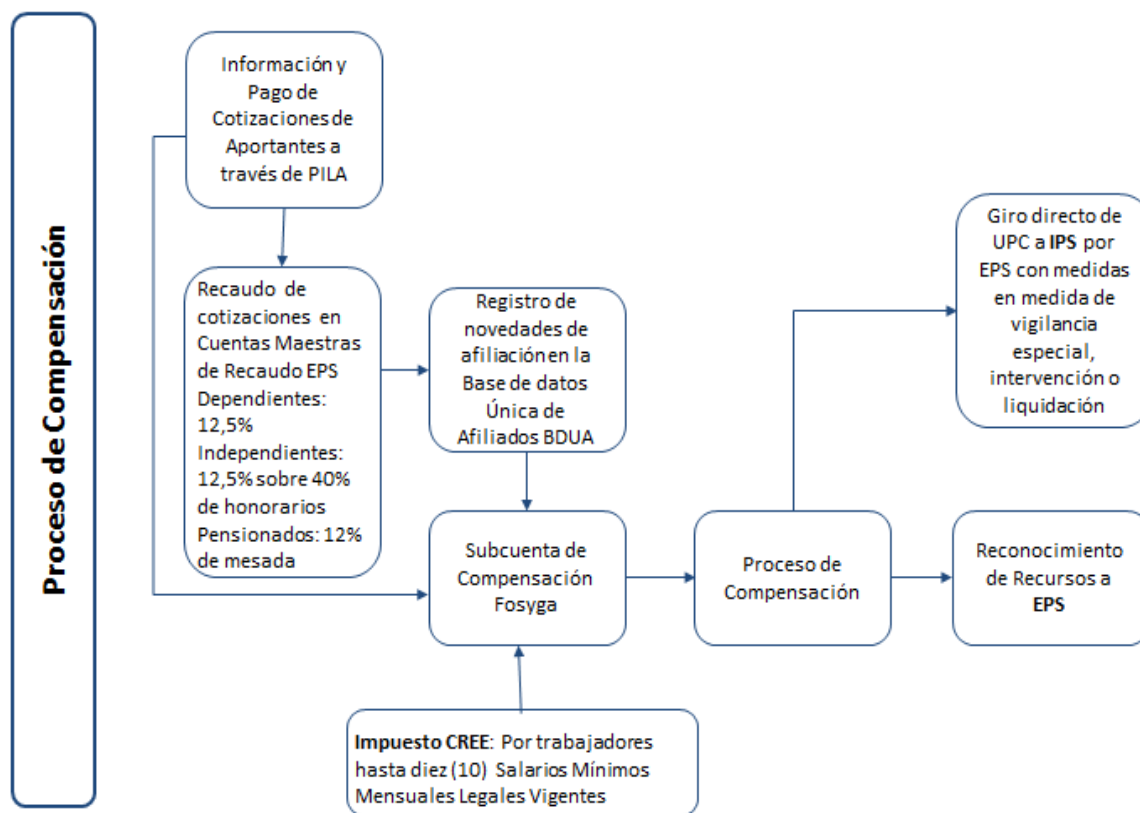 Proceso de Compensación
Información y
Pago de
Cotizaciones de
Aportantes a
través de PILA
Recaudo de
cotizaciones en
Cuentas Maestras
de Recaudo EPS
Dependientes:
12,5%
Independientes:
12,5% sobre 40%
de honorarios
Pensionados: 12%
de mesada
Registro de
novedades de
afiliación en la
Base de datos
Única de
Afiliados BDUA
Subcuenta de
Compensación
Fosyga
Impuesto CREE: Por trabajadores
hasta diez (10) Salarios Mínimos
Mensuales Legales Vigentes
Proceso de
Compensación
Giro directo de
UPC a IPS por
EPS con medidas
en medida de
vigilancia
especial,
intervención o
liquidación
Reconocimiento
de Recursos a
EPS